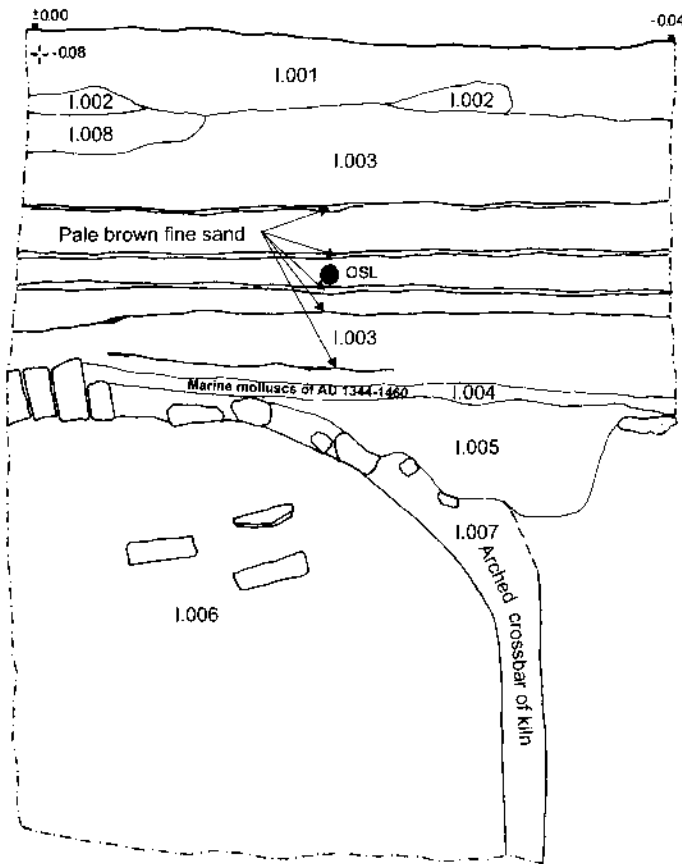 ±0.00
-0.04
-0.08
I.001
I.002
I.002
I.008
I.003
Pale brown fine sand
OSL
I.003
Marine molluscs of AD 1344-1460
I.004
I.005
I.007
Arched crossbar of kiln
I.006